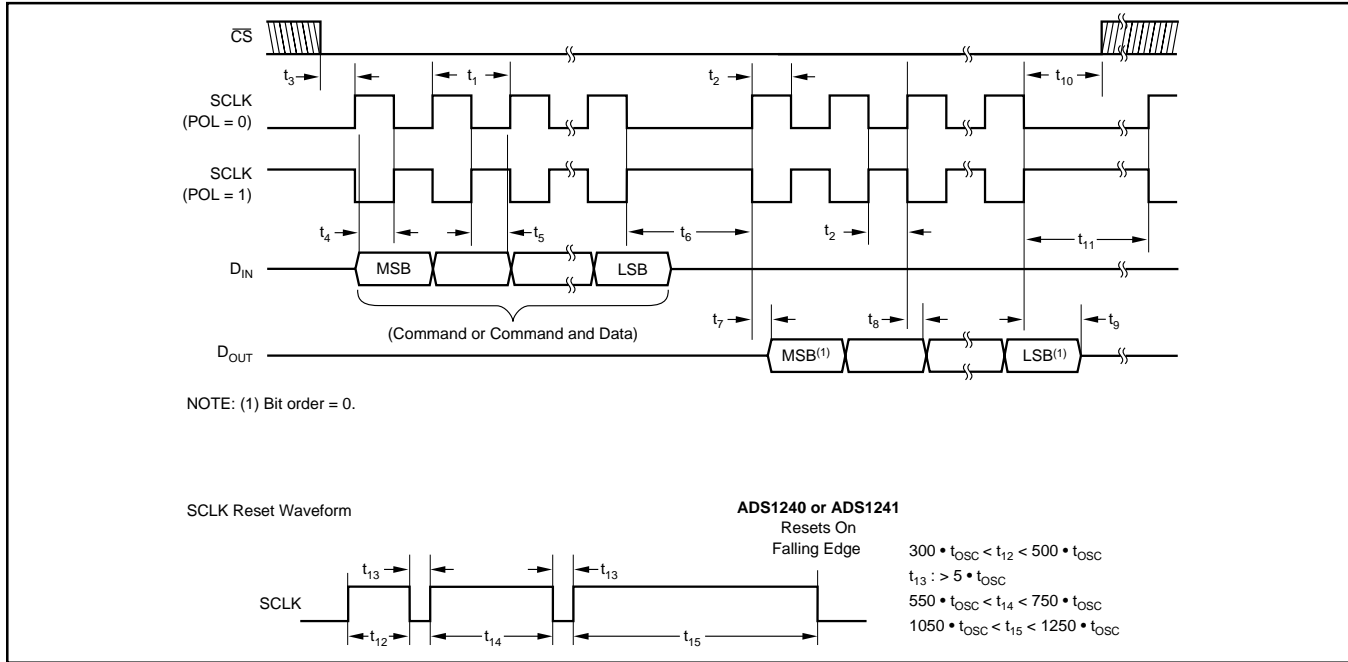 CS
t3 t1 t2 t10
SCLK
(POL = 0)
SCLK
(POL = 1)
t4 t5 t6 t2 t11
DIN MSB LSB
(Command or Command and Data)
t7 t8 t9
DOUT MSB(1) LSB(1)
NOTE: (1) Bit order = 0.
SCLK Reset Waveform
ADS1240 or ADS1241
Resets On
Falling Edge
300 • tOSC < t12 < 500 • tOSC
t13 : > 5 • tOSC
550 • tOSC < t14 < 750 • tOSC
1050 • tOSC < t15 < 1250 • tOSC
t13 t13
SCLK
t12 t14 t15